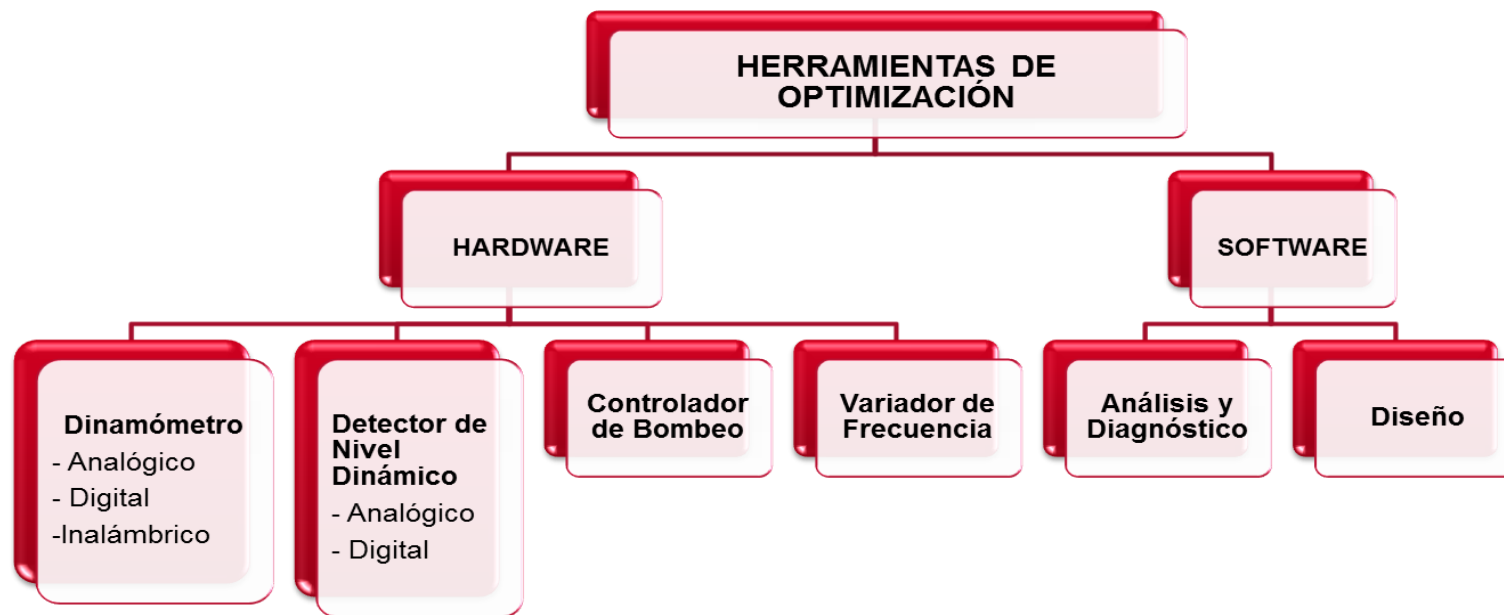 HERRAMIENTAS DE
OPTIMIZACIÓN
HARDWARE
SOFTWARE
Dinamómetro
- Analógico
- Digital
-Inalámbrico
Detector de
Nivel
Dinámico
- Analógico
- Digital
Controlador
de Bombeo
Variador de
Frecuencia
Análisis y
Diagnóstico
Diseño